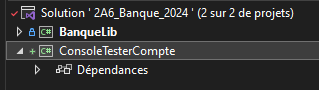 Solution ' 2A6_Banque_2024 ' (2 sur 2 de projets)
C# BanqueLib
C# ConsoleTesterCompte
Dépendances